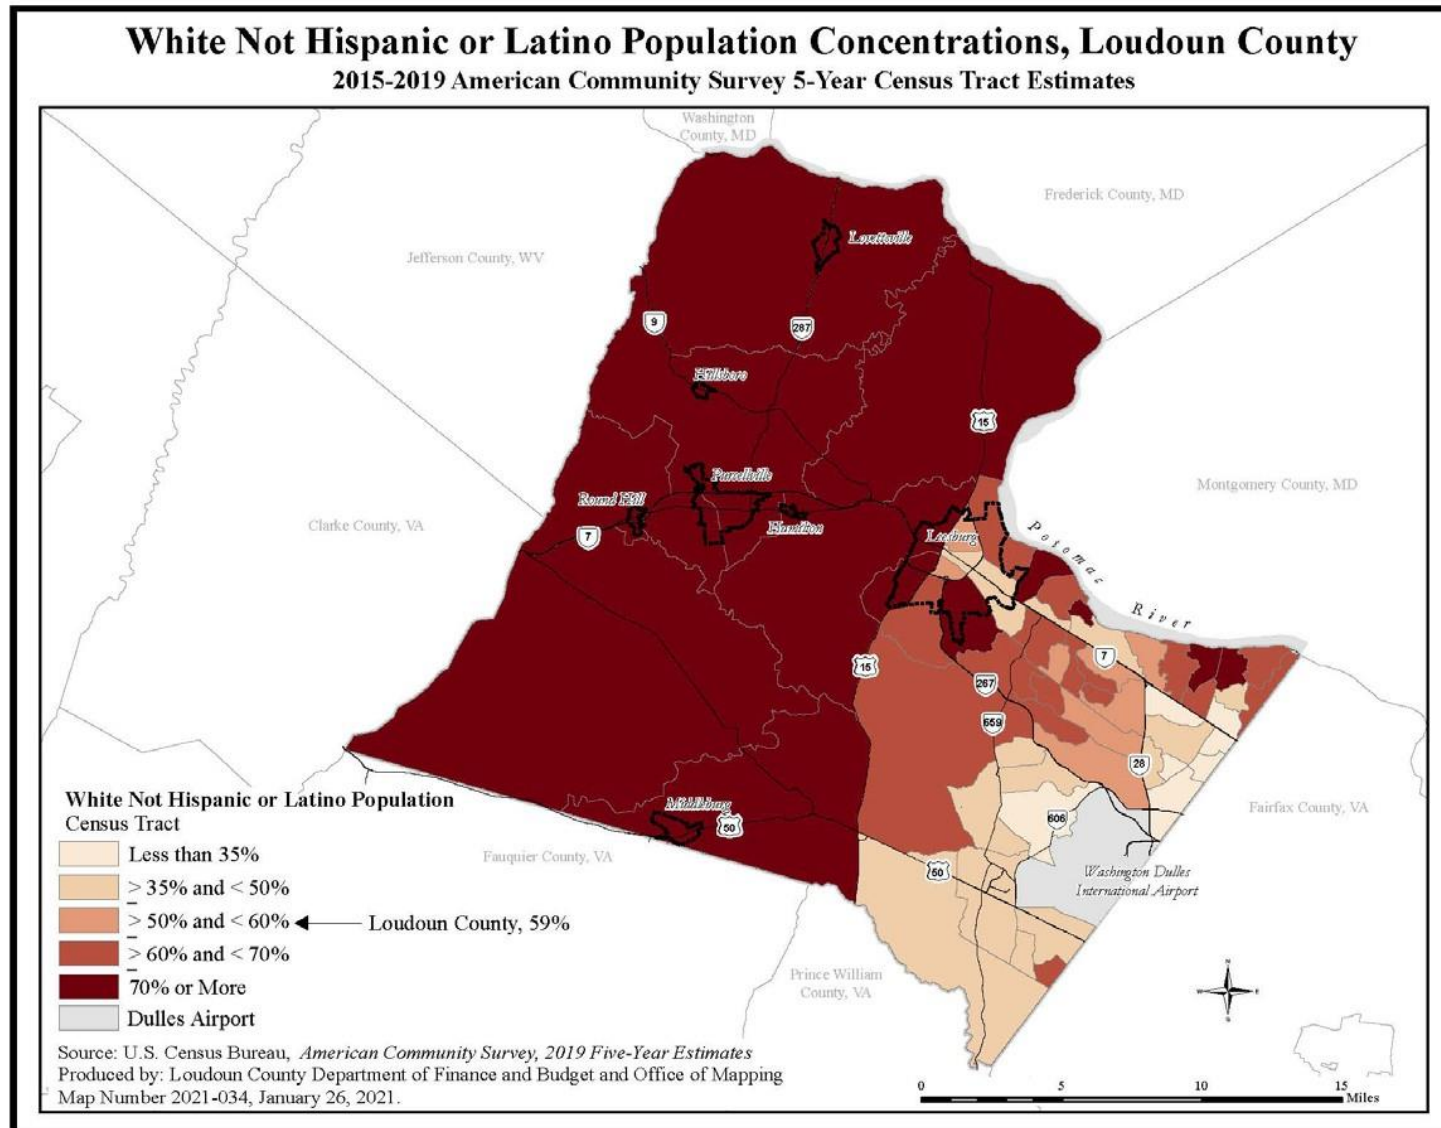 White Not Hispanic or Latino Population Concentrations, Loudoun County
2015-2019 American Community Survey 5-Year Census Tract Estimates
Washington
County, MD
Frederick County, MD
Lovettsville
Jefferson County, WV
9
287
Hillsboro
15
Purcellville
Montgomery County, MD
Round Hill
Clarke County, VA
Hamilton
7
Leesburg
Potomac
River
15
7
267
659
28
White Not Hispanic or Latino Population
Census Tract
Less than 35%
> 35% and < 50%
> 50% and < 60%
Loudoun County, 59%
> 60% and < 70%
70% or More
Dulles Airport
Middleburg
50
606
Fairfax County, VA
Fauquier County, VA
50
Washington Dulles
International Airport
Prince William
County, VA
N
W
E
S
Source: U.S. Census Bureau, American Community Survey, 2019 Five-Year Estimates
Produced by: Loudoun County Department of Finance and Budget and Office of Mapping
Map Number 2021-034, January 26, 2021.
0 5 10 15
Miles